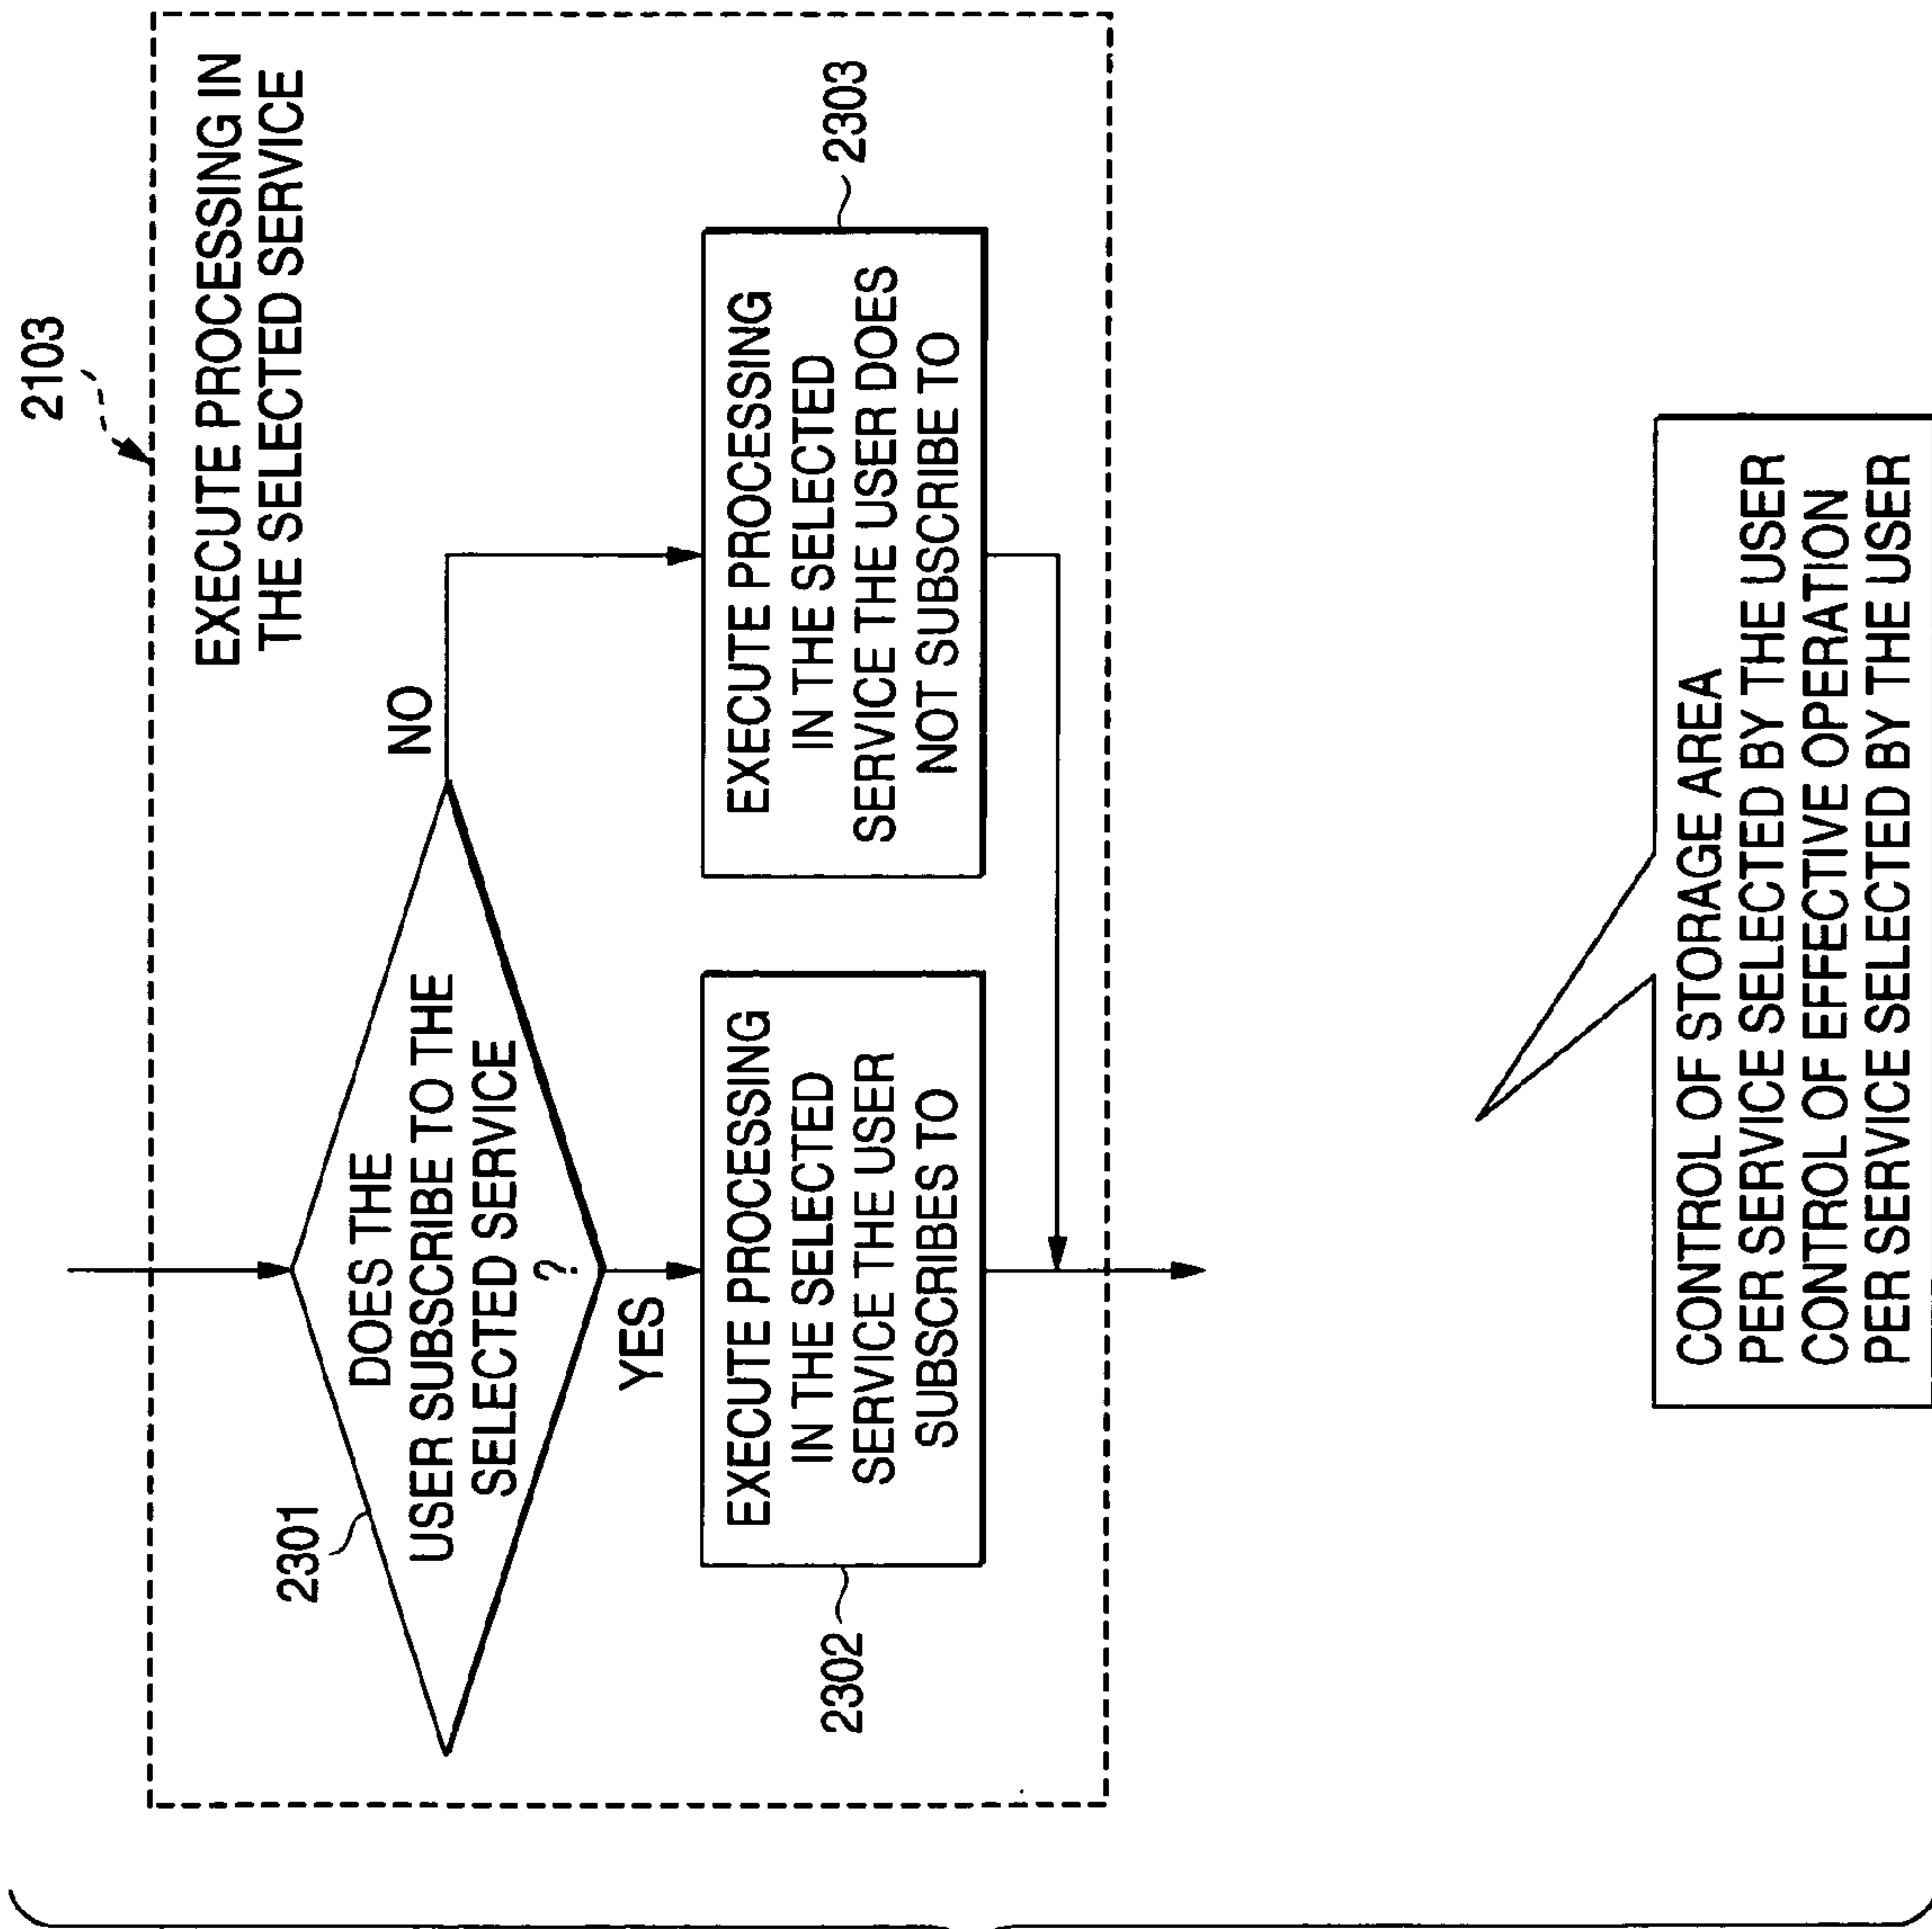 2103
EXECUTE PROCESSING IN
THE SELECTED SERVICE
2301
DOES THE
USER SUBSCRIBE TO THE
SELECTED SERVICE
?
NO
YES
2302
EXECUTE PROCESSING
IN THE SELECTED
SERVICE THE USER
SUBSCRIBES TO
EXECUTE PROCESSING
IN THE SELECTED
SERVICE THE USER DOES
NOT SUBSCRIBE TO
2303
CONTROL OF STORAGE AREA
PER SERVICE SELECTED BY THE USER
CONTROL OF EFFECTIVE OPERATION
PER SERVICE SELECTED BY THE USER